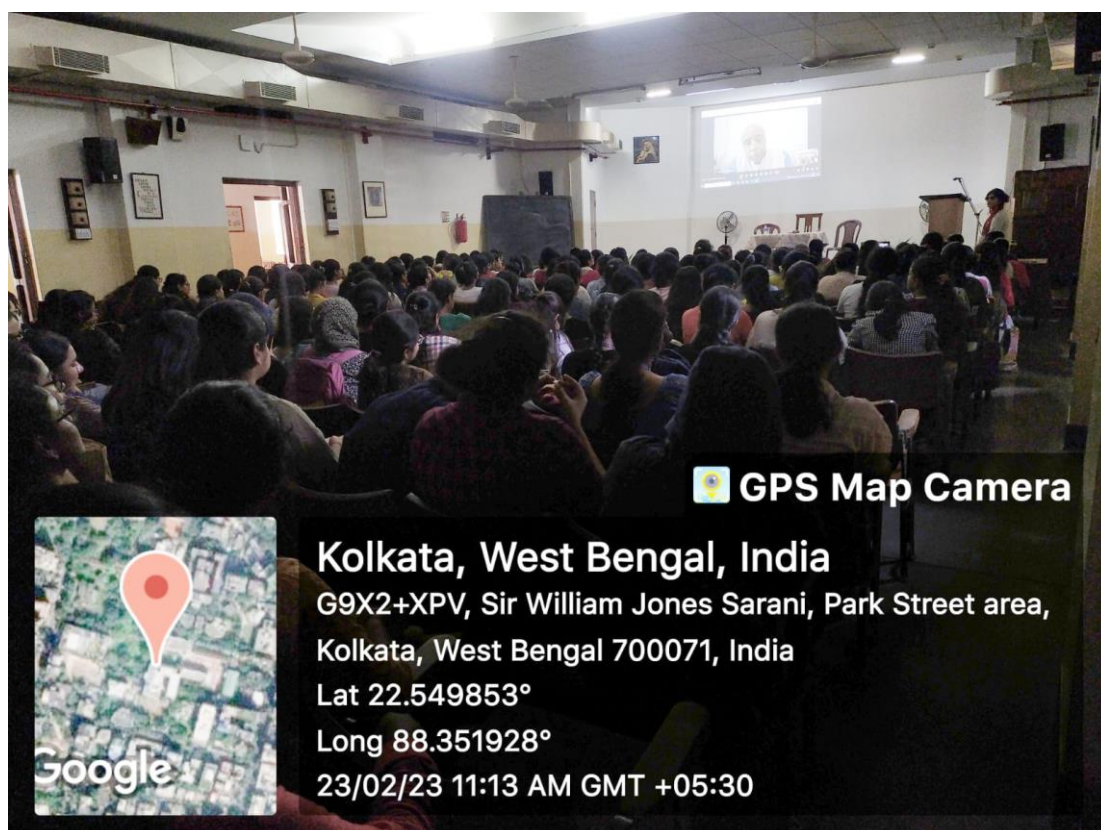 GPS Map Camera
Kolkata, West Bengal, India
G9X2+XPV, Sir William Jones Sarani, Park Street area,
Kolkata, West Bengal 700071, India
Lat 22.549853°
Long 88.351928°
23/02/23 11:13 AM GMT +05:30
Google